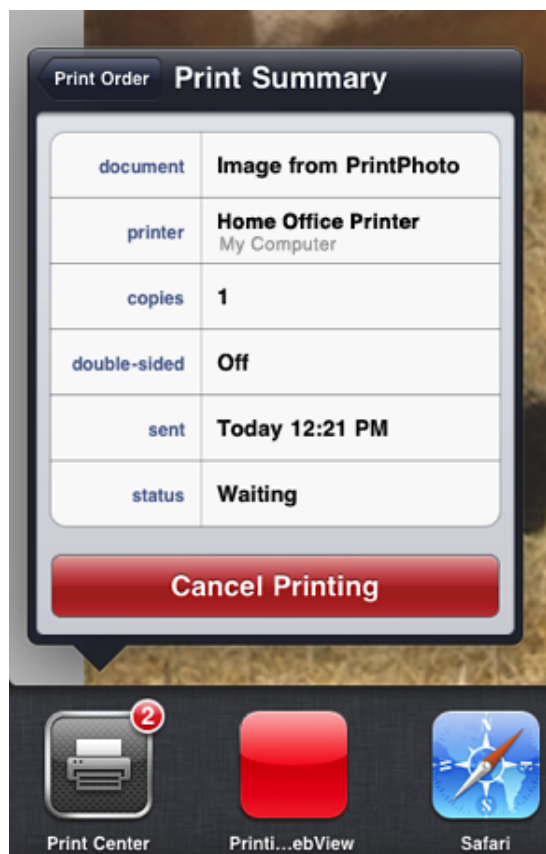 Print Order Print Summary
document Image from PrintPhoto
printer Home Office Printer
My Computer
copies 1
double-sided Off
sent Today 12:21 PM
status Waiting
Cancel Printing
2
Print Center Printi...ebView Safari